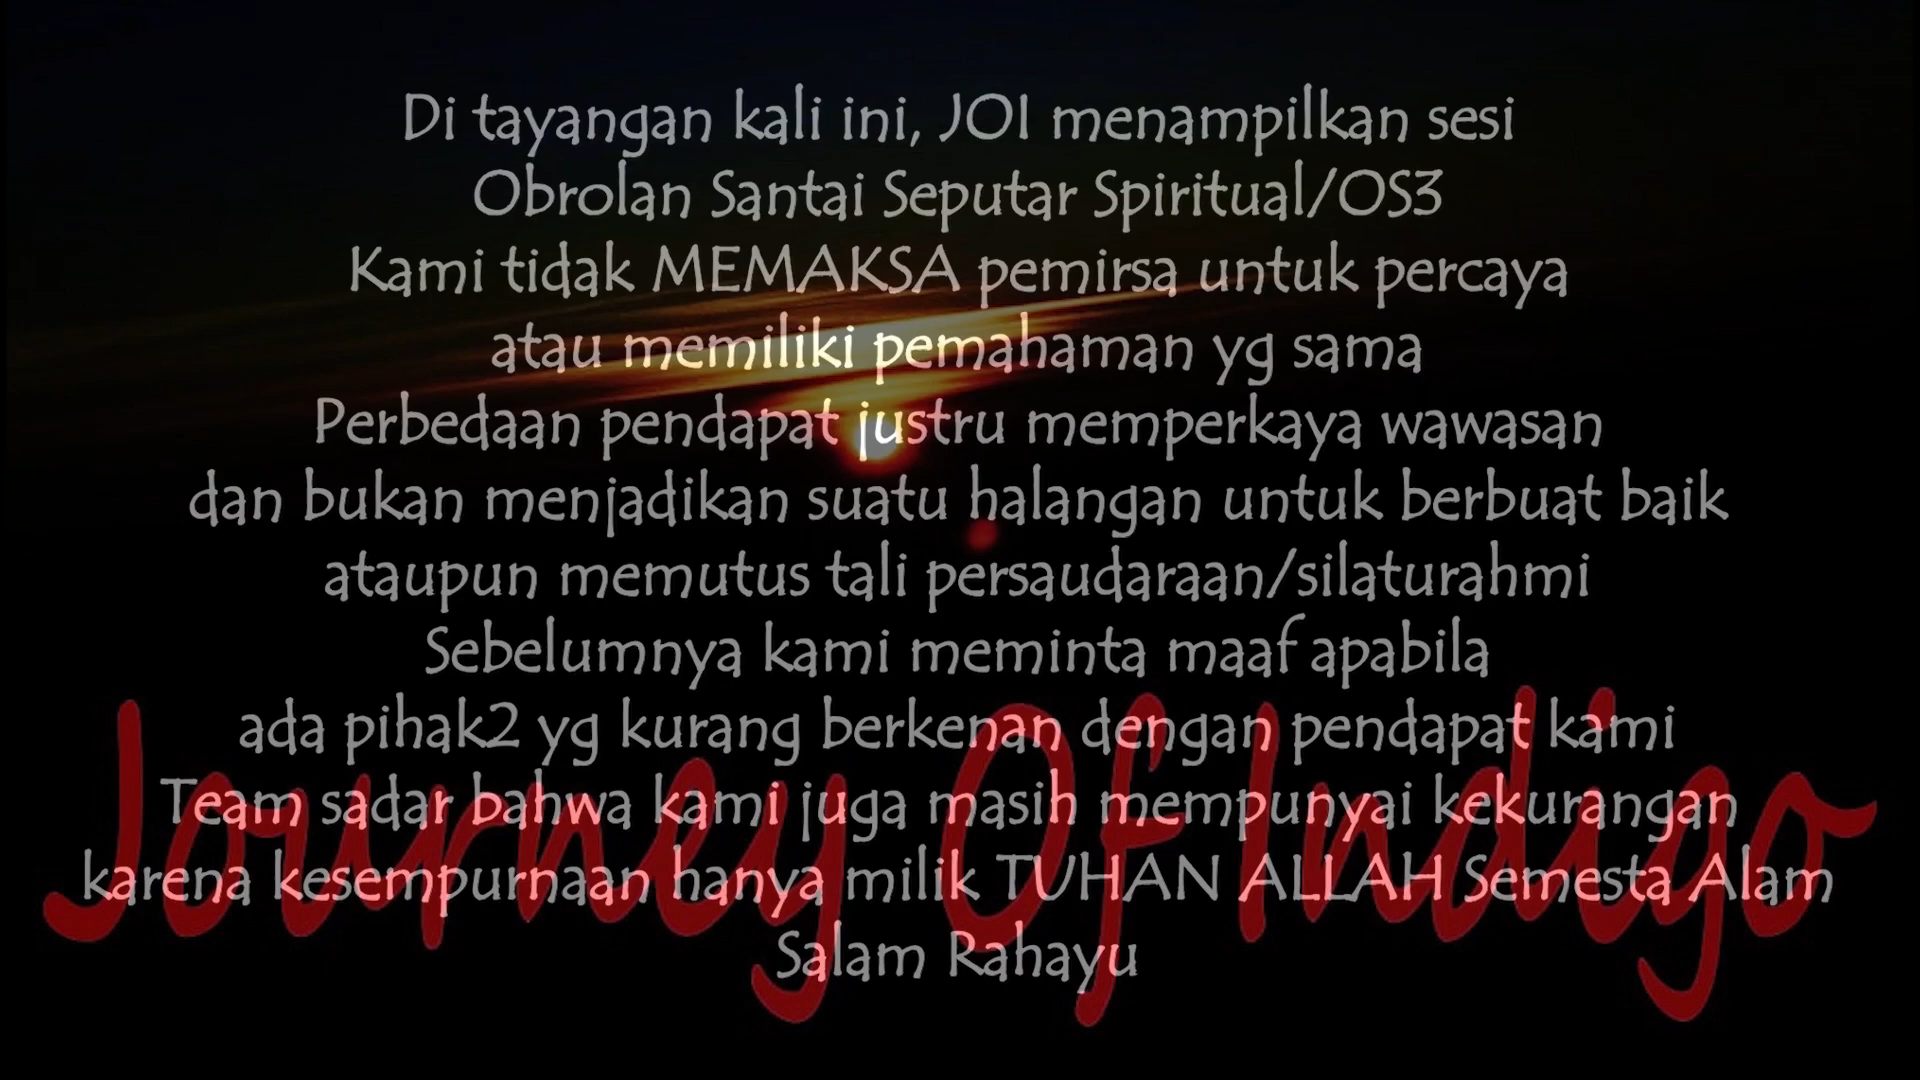 Di tayangan kali ini, JOI menampilkan sesi
Obrolan Santai Seputar Spiritual/OS3
Kami tidak MEMAKSA pemirsa untuk percaya
atau memiliki pemahaman yg sama
Perbedaan pendapat justru memperkaya wawasan
dan bukan menjadikan suatu halangan untuk berbuat baik
ataupun memutus tali persaudaraan/silaturahmi
Sebelumnya kami meminta maaf apabila
ada pihak2 yg kurang berkenan dengan pendapat kami
Team sadar bahwa kami juga masih mempunyai kekurangan
karena kesempurnaan hanya milik TUHAN ALLAH Semesta Alam
Salam Rahayu
Journey Of Indigo